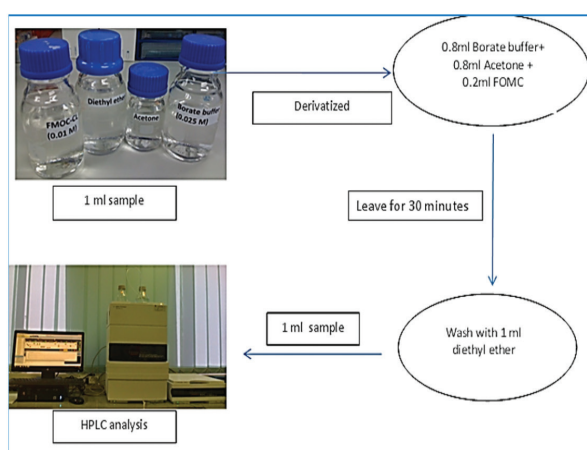 FMOC-CL
(0.01 M)
Diethyl ether
Acetone
Borate buffer
(0.025 M)
1 ml sample
Derivatized
0.8ml Borate buffer+
0.8ml Acetone +
0.2ml FOMC
Leave for 30 minutes
Wash with 1 ml
diethyl ether
1 ml sample
HPLC analysis